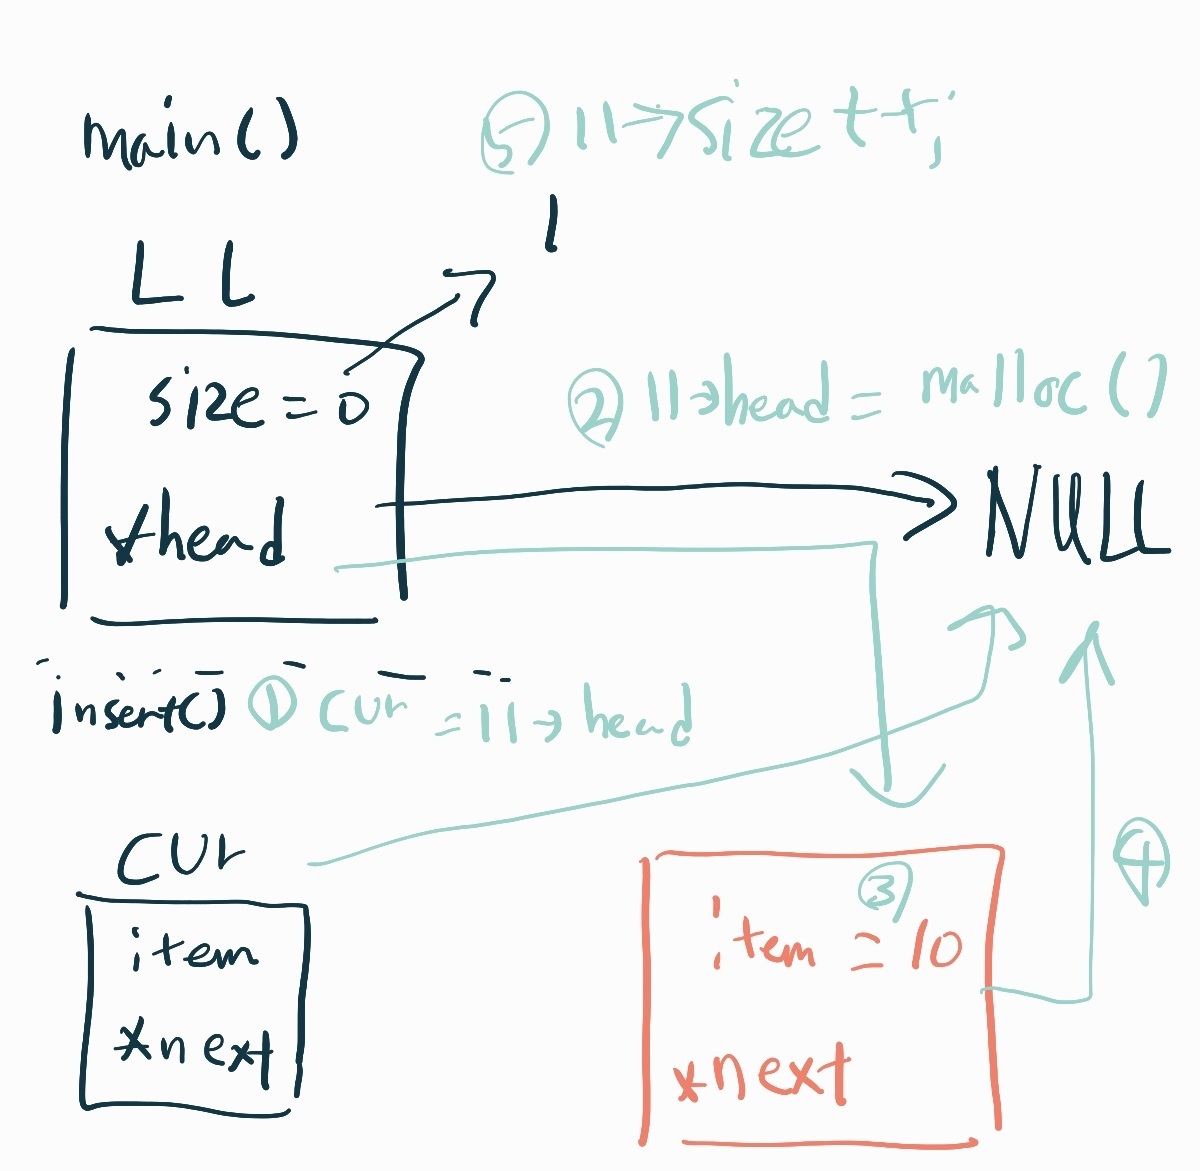 main()
⑤ ll→size++;
1
LL
size = 0
② ll→head = malloc()
*head
NULL
insert() ① cur = ll→head
cur
④
③
item
item = 10
*next
*next